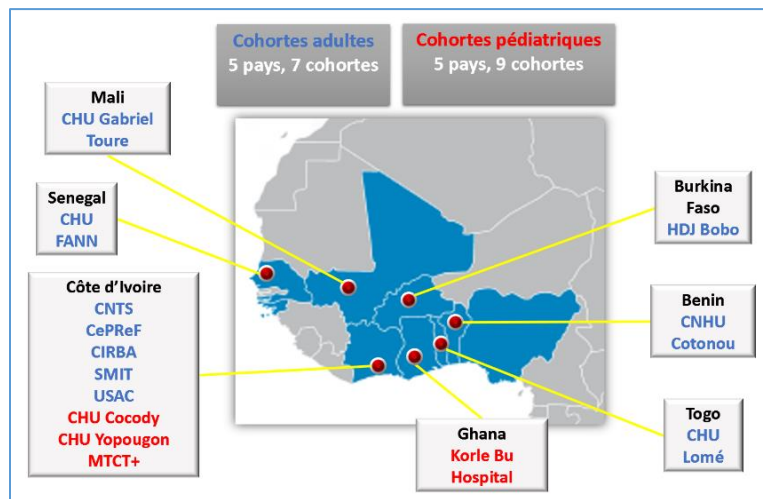 Cohortes adultes
5 pays, 7 cohortes
Cohortes pédiatriques
5 pays, 9 cohortes
Mali
CHU Gabriel
Toure
Senegal
CHU
FANN
Burkina
Faso
HDJ Bobo
Côte d'Ivoire
CNTS
CePReF
CIRBA
SMIT
USAC
CHU Cocody
CHU Yopougon
MTCT+
Benin
CNHU
Cotonou
Ghana
Korle Bu
Hospital
Togo
CHU
Lomé